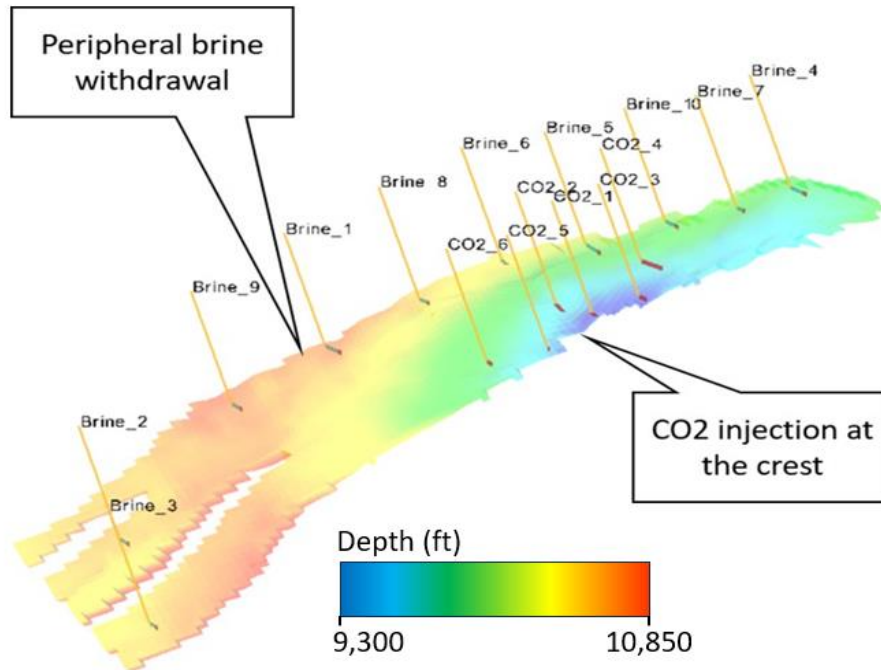 Peripheral brine
withdrawal
Brine_4
Brine_7
Brine_10
Brine_5
CO2_4
Brine_6
CO2_3
Brine 8
CO2_2
CO2_1
Brine_1
CO2_5
CO2_6
Brine_9
Brine_2
CO2 injection at
the crest
Brine_3
Depth (ft)
9,300
10,850